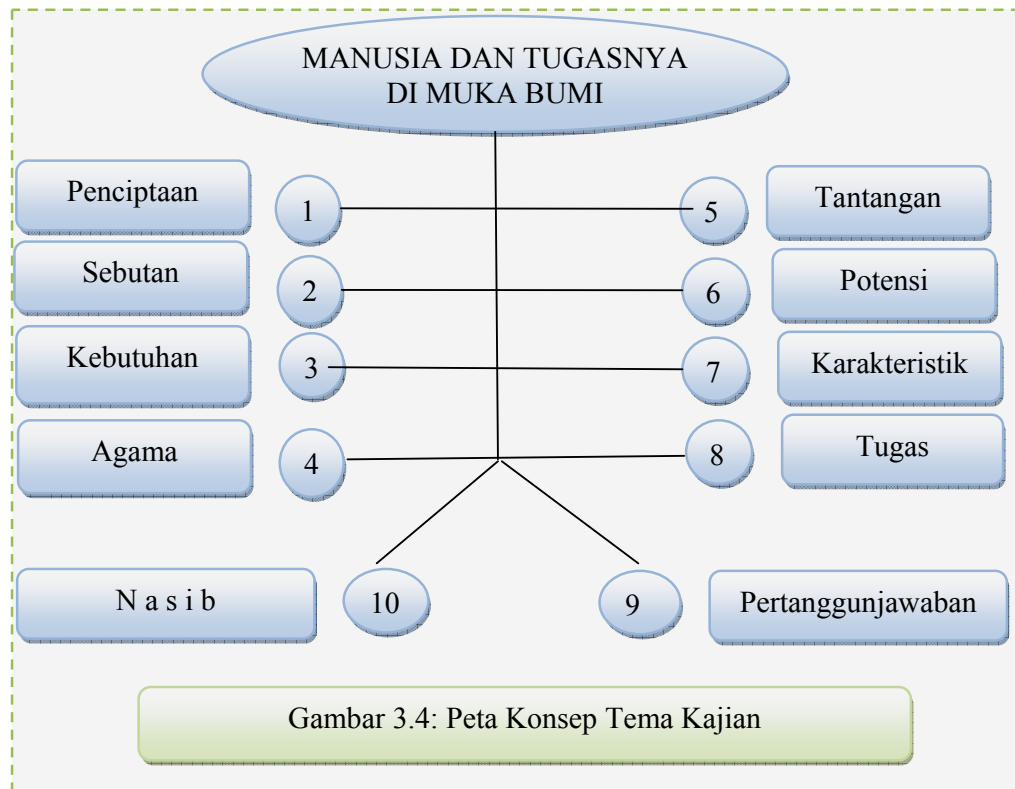 MANUSIA DAN TUGASNYA
DI MUKA BUMI
Penciptaan
1
5
Tantangan
Sebutan
2
6
Potensi
Kebutuhan
3
7
Karakteristik
Agama
4
8
Tugas
N a s i b
10
9
Pertanggunjawaban
Gambar 3.4: Peta Konsep Tema Kajian